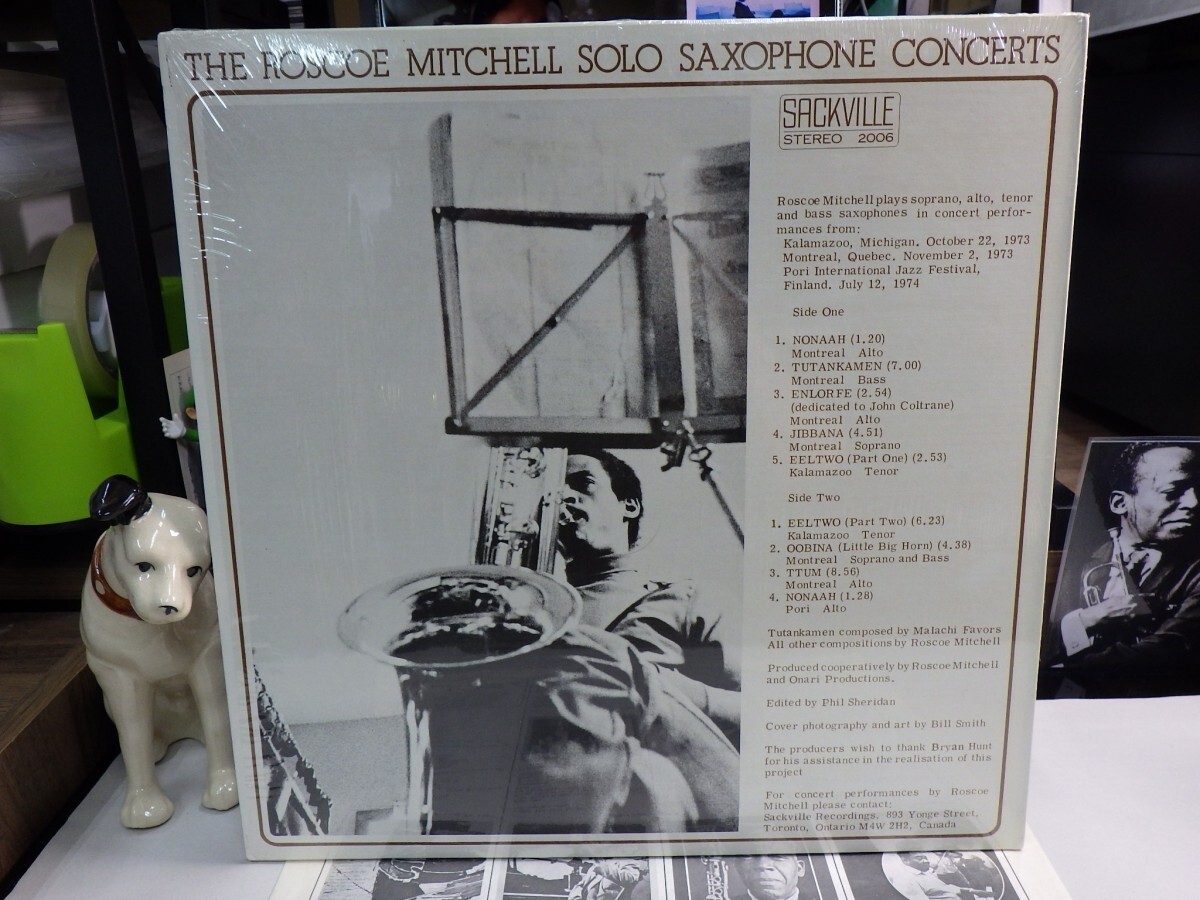 THE ROSCOE MITCHELL SOLO SAXOPHONE CONCERTS
SACKVILLE
STEREO 2006
Roscoe Mitchell plays soprano, alto, tenor
and bass saxophones in concert perfor-
mances from:
Kalamazoo, Michigan. October 22, 1973
Montreal, Quebec. November 2, 1973
Pori International Jazz Festival,
Finland. July 12, 1974
Side One
1. NONAAH (1.20)
Montreal Alto
2. TUTANKAMEN (7.00)
Montreal Bass
3. ENLORFE (2.54)
(dedicated to John Coltrane)
Montreal Alto
4. JIBBANA (4.51)
Montreal Soprano
5. EELTWO (Part One) (2.53)
Kalamazoo Tenor
Side Two
1. EELTWO (Part Two) (6.23)
Kalamazoo Tenor
2. OOBINA (Little Big Horn) (4.38)
Montreal Soprano and Bass
3. TTUM (8.56)
Montreal Alto
4. NONAAH (1.28)
Pori Alto
Tutankamen composed by Malachi Favors
All other compositions by Roscoe Mitchell
Produced cooperatively by Roscoe Mitchell
and Onari Productions.
Edited by Phil Sheridan
Cover photography and art by Bill Smith
The producers wish to thank Bryan Hunt
for his assistance in the realisation of this
project
For concert performances by Roscoe
Mitchell please contact:
Sackville Recordings, 893 Yonge Street,
Toronto, Ontario M4W 2H2, Canada